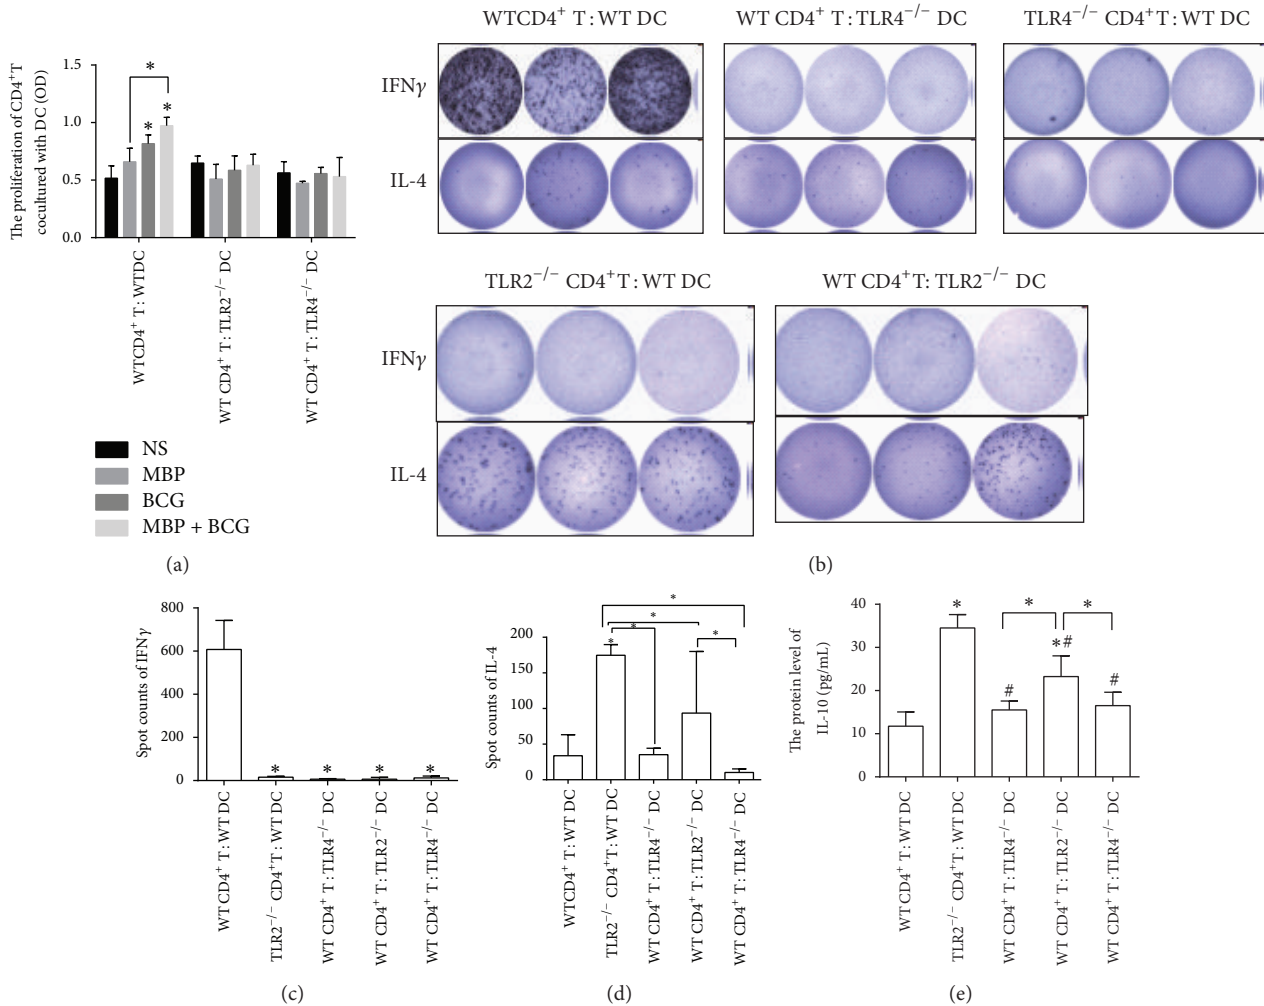 The proliferation of CD4⁺T
cocultured with DC (OD)
1.5
1.0
0.5
0.0
*
*
*
WTCD4⁺ T : WTDC
WT CD4⁺ T : TLR2⁻/⁻ DC
WT CD4⁺ T : TLR4⁻/⁻ DC
NS
MBP
BCG
MBP + BCG
(a)
WTCD4⁺ T : WT DC
WT CD4⁺ T : TLR4⁻/⁻ DC
TLR4⁻/⁻ CD4⁺T : WT DC
IFNγ
IL-4
TLR2⁻/⁻ CD4⁺T : WT DC
WT CD4⁺T : TLR2⁻/⁻ DC
IFNγ
IL-4
(b)
Spot counts of IFNγ
800
600
400
200
0
*
*
*
*
WT CD4⁺ T : WT DC
TLR2⁻/⁻ CD4⁺T : WT DC
WT CD4⁺ T : TLR4⁻/⁻ DC
WT CD4⁺ T : TLR2⁻/⁻ DC
WT CD4⁺ T : TLR4⁻/⁻ DC
(c)
Spot counts of IL-4
200
150
100
50
0
*
*
*
*
*
WTCD4⁺ T : WT DC
TLR2⁻/⁻ CD4⁺T : WT DC
WT CD4⁺ T : TLR4⁻/⁻ DC
WT CD4⁺ T : TLR2⁻/⁻ DC
WT CD4⁺ T : TLR4⁻/⁻ DC
(d)
The protein level of
IL-10 (pg/mL)
40
30
20
10
0
*
*
*
#
*#
#
WT CD4⁺ T : WT DC
TLR2⁻/⁻ CD4⁺T : WT DC
WT CD4⁺ T : TLR4⁻/⁻ DC
WT CD4⁺ T : TLR2⁻/⁻ DC
WT CD4⁺ T : TLR4⁻/⁻ DC
(e)